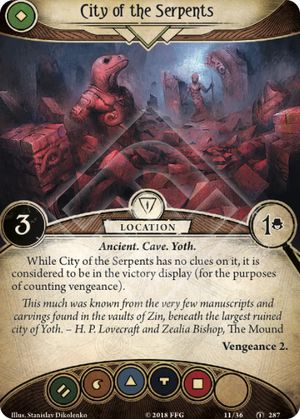 City of the Serpents
3
1
LOCATION
Ancient. Cave. Yoth.
While City of the Serpents has no clues on it, it is
considered to be in the victory display (for the purposes
of counting vengeance).
This much was known from the very few manuscripts and
carvings found in the vaults of Zin, beneath the largest ruined
city of Yoth. – H. P. Lovecraft and Zealia Bishop, The Mound
Vengeance 2.
Illus. Stanislav Dikolenko © 2018 FFG 11/36 287